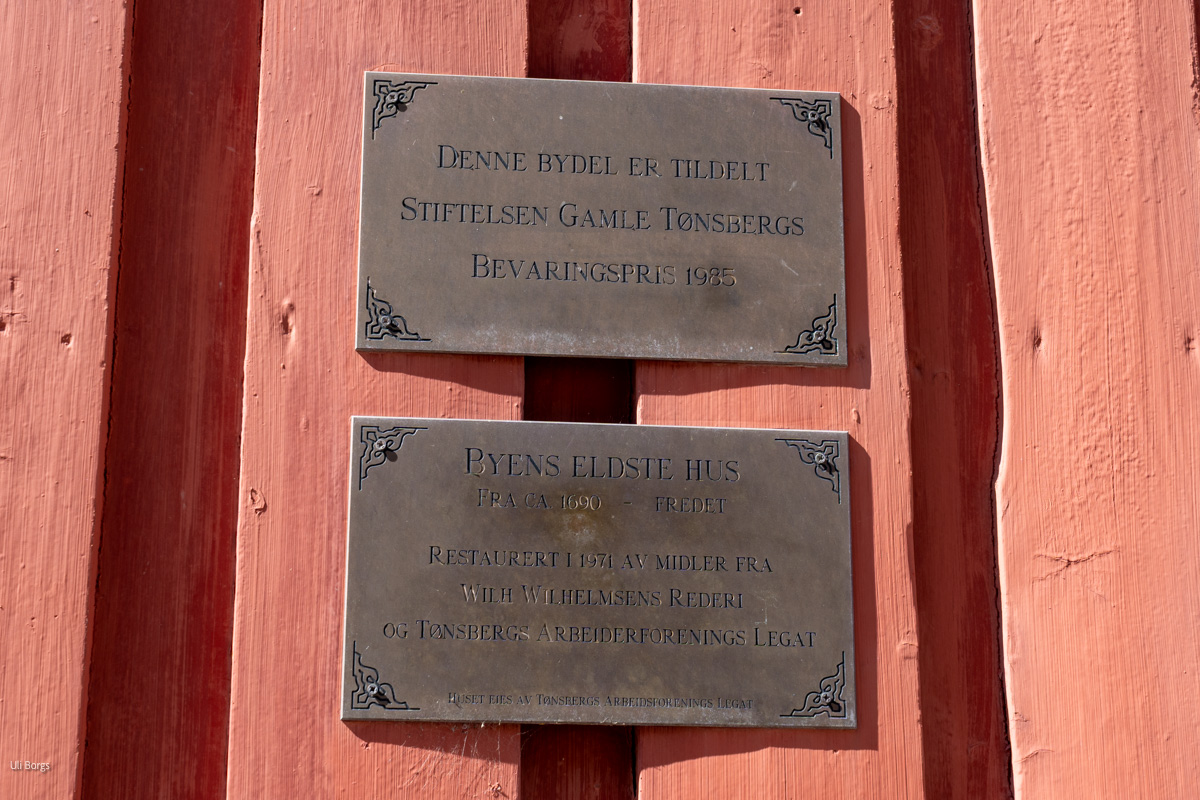 Denne bydel er tildelt
Stiftelsen Gamle Tønsbergs
Bevaringspris 1985
Byens eldste hus
Fra ca. 1690 - fredet
Restaurert i 1971 av midler fra
Wilh Wilhelmsens Rederi
og Tønsbergs Arbeiderforenings Legat
Huset eies av Tønsbergs Arbeidsforenings Legat
Uli Borgs